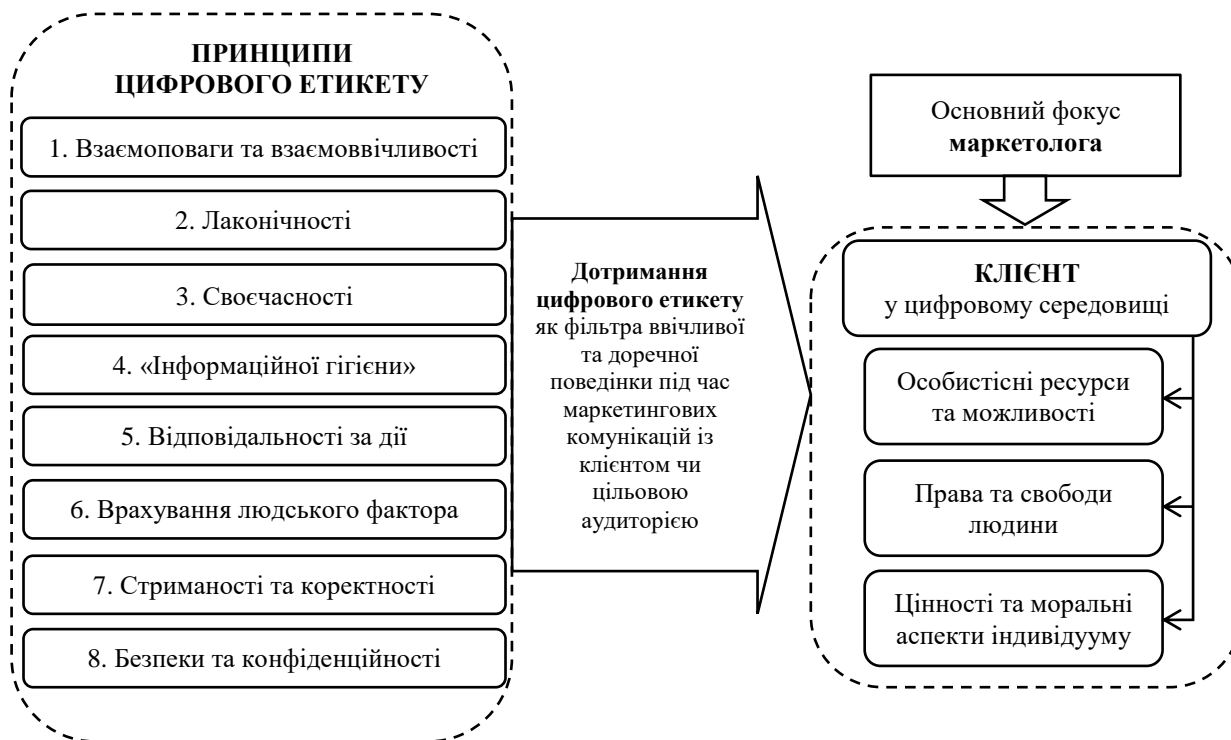 ПРИНЦИПИ
ЦИФРОВОГО ЕТИКЕТУ
1. Взаємоповаги та взаємоввічливості
2. Лаконічності
3. Своєчасності
4. «Інформаційної гігієни»
5. Відповідальності за дії
6. Врахування людського фактора
7. Стриманості та коректності
8. Безпеки та конфіденційності
Дотримання
цифрового етикету
як фільтра ввічливої
та доречної
поведінки під час
маркетингових
комунікацій із
клієнтом чи
цільовою
аудиторією
Основний фокус
маркетолога
КЛІЄНТ
у цифровому середовищі
Особистісні ресурси
та можливості
Права та свободи
людини
Цінності та моральні
аспекти індивідууму